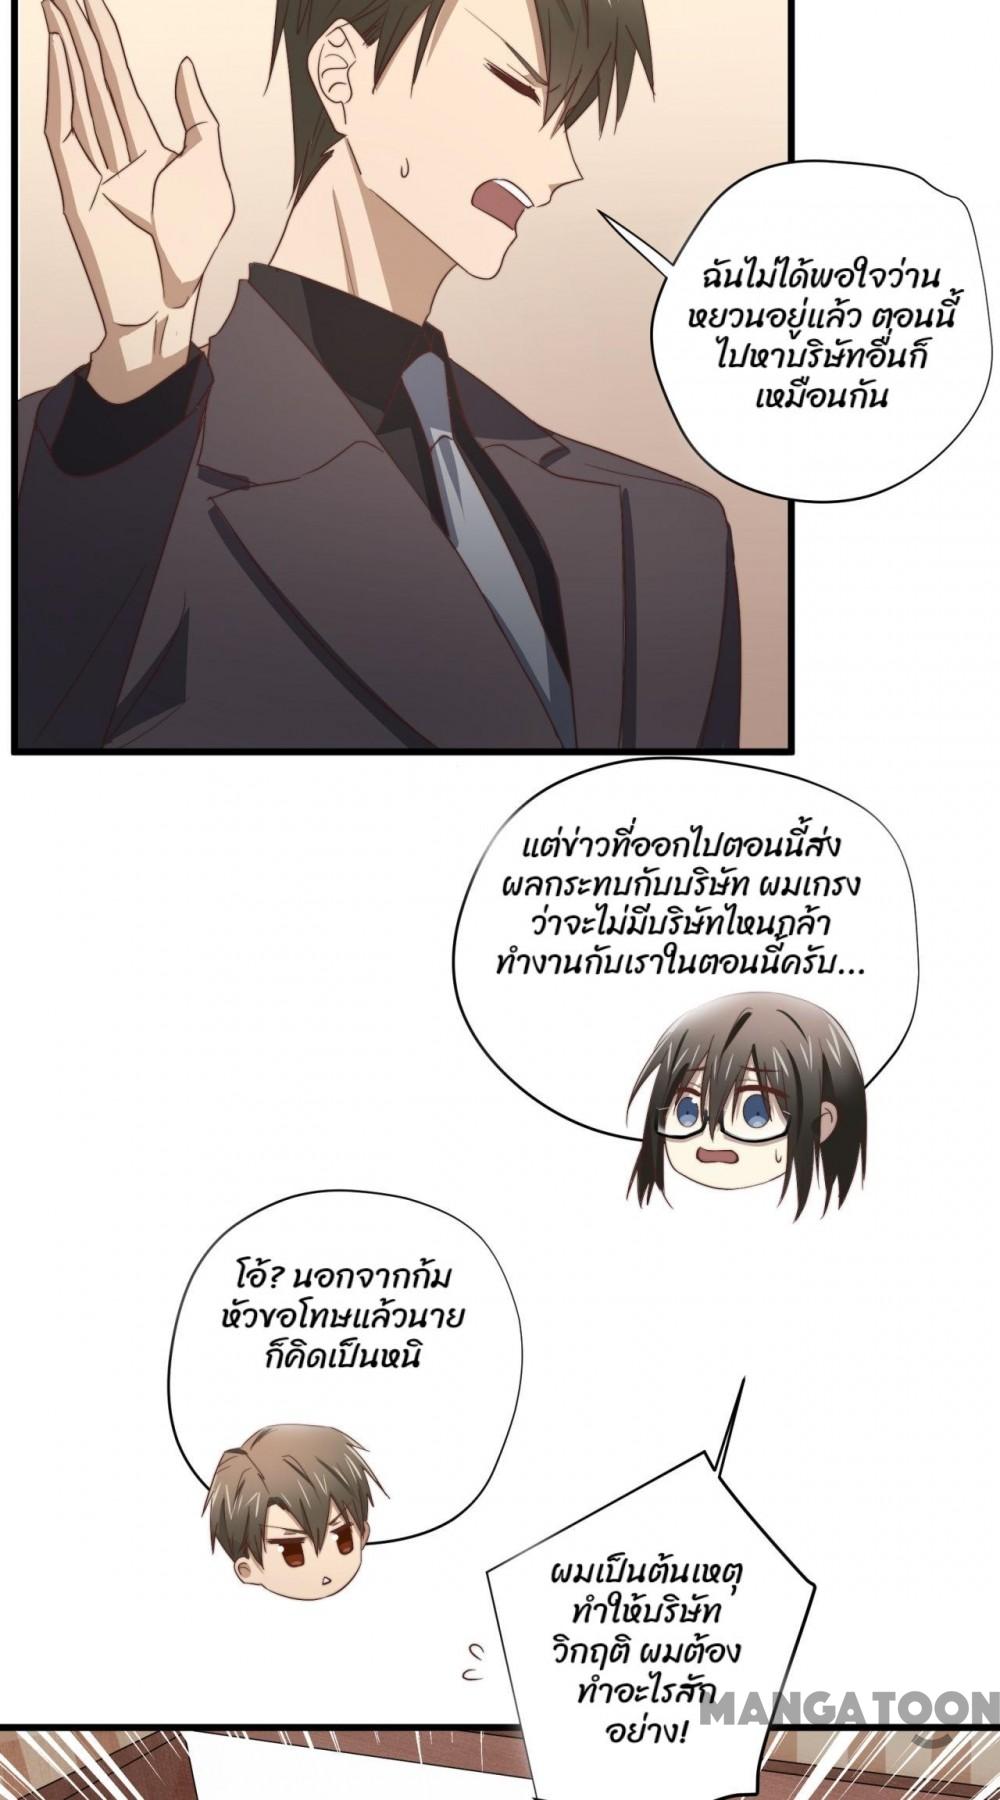 ฉันไม่ได้พอใจว่าน
หยวนอยู่แล้ว ตอนนี้
ไปหาบริษัทอื่นก็
เหมือนกัน
แต่ข่าวที่ออกไปตอนนี้ส่ง
ผลกระทบกับบริษัท ผมเกรง
ว่าจะไม่มีบริษัทไหนกล้า
ทำงานกับเราในตอนนี้ครับ...
โอ้? นอกจากก้ม
หัวขอโทษแล้วนาย
ก็คิดเป็นหนิ
ผมเป็นต้นเหตุ
ทำให้บริษัท
วิกฤติ ผมต้อง
ทำอะไรสัก
อย่าง!
MANGATOON